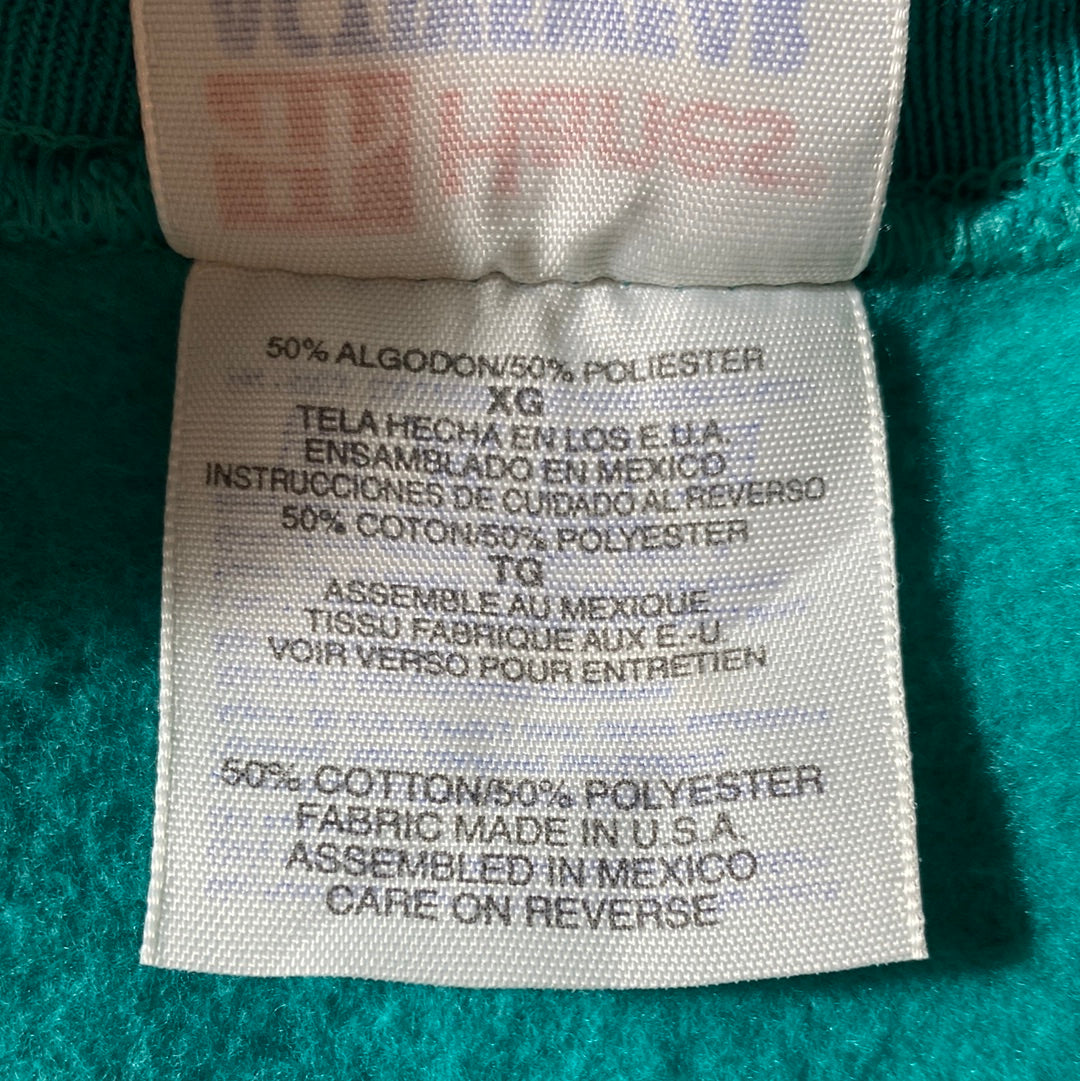 50% ALGODON/50% POLIESTER
XG
TELA HECHA EN LOS E.U.A.
ENSAMBLADO EN MEXICO
INSTRUCCIONES DE CUIDADO AL REVERSO
50% COTON/50% POLYESTER
TG
ASSEMBLE AU MEXIQUE
TISSU FABRIQUE AUX E.-U
VOIR VERSO POUR ENTRETIEN
50% COTTON/50% POLYESTER
FABRIC MADE IN U.S.A.
ASSEMBLED IN MEXICO
CARE ON REVERSE